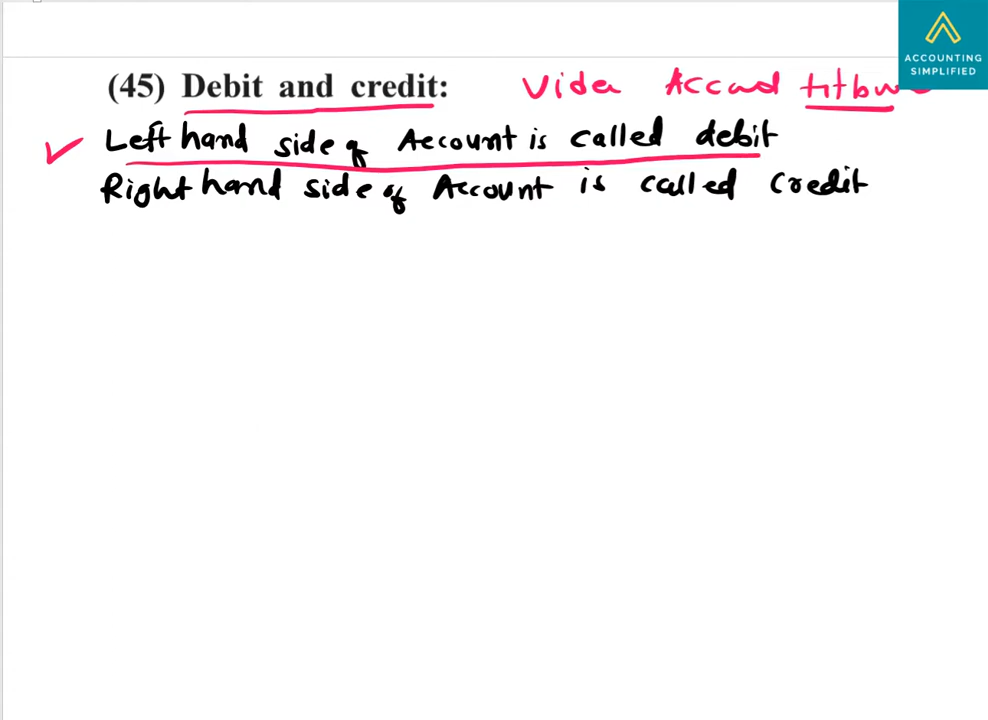 ACCOUNTING
SIMPLIFIED
(45) Debit and credit:
Left hand side of Account is called debit
Right hand side of Account is called Credit